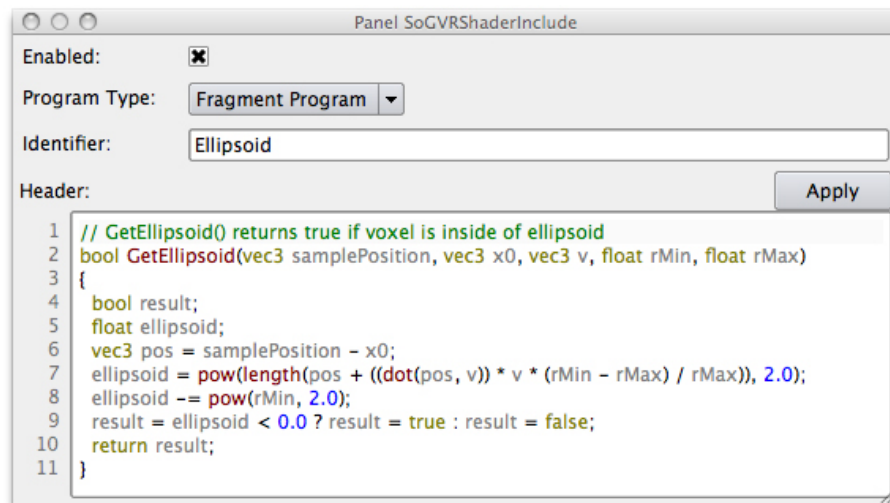 Panel SoGVRShaderInclude
Enabled:
Program Type: Fragment Program
Identifier: Ellipsoid
Header: Apply
1 // GetEllipsoid() returns true if voxel is inside of ellipsoid
2 bool GetEllipsoid(vec3 samplePosition, vec3 x0, vec3 v, float rMin, float rMax)
3 {
4 bool result;
5 float ellipsoid;
6 vec3 pos = samplePosition - x0;
7 ellipsoid = pow(length(pos + ((dot(pos, v)) * v * (rMin - rMax) / rMax)), 2.0);
8 ellipsoid -= pow(rMin, 2.0);
9 result = ellipsoid < 0.0 ? result = true : result = false;
10 return result;
11 }